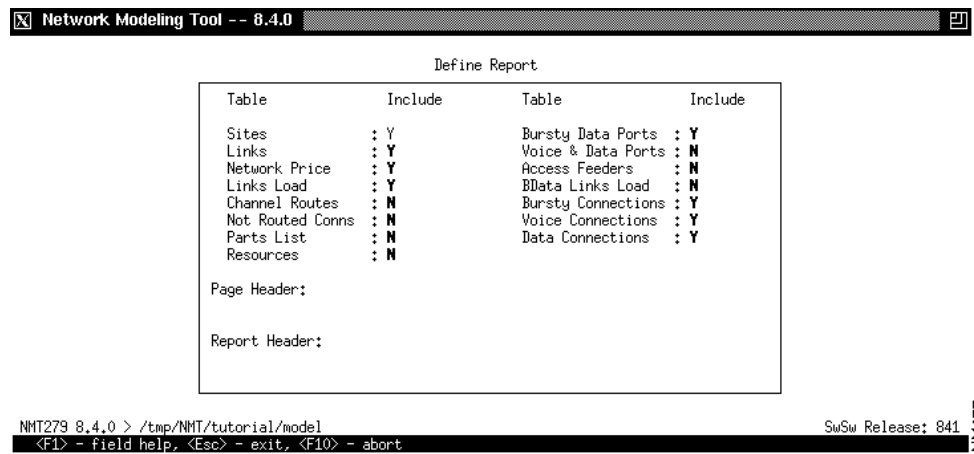 Network Modeling Tool -- 8.4.0
Define Report
Table Include Table Include
Sites : Y Bursty Data Ports : Y
Links : Y Voice & Data Ports : N
Network Price : Y Access Feeders : N
Links Load : Y BData Links Load : N
Channel Routes : N Bursty Connections : Y
Not Routed Conns : N Voice Connections : Y
Parts List : N Data Connections : Y
Resources : N
Page Header:
Report Header:
NMT279 8.4.0 > /tmp/NMT/tutorial/model SwSw Release: 841
<F1> - field help, <Esc> - exit, <F10> - abort